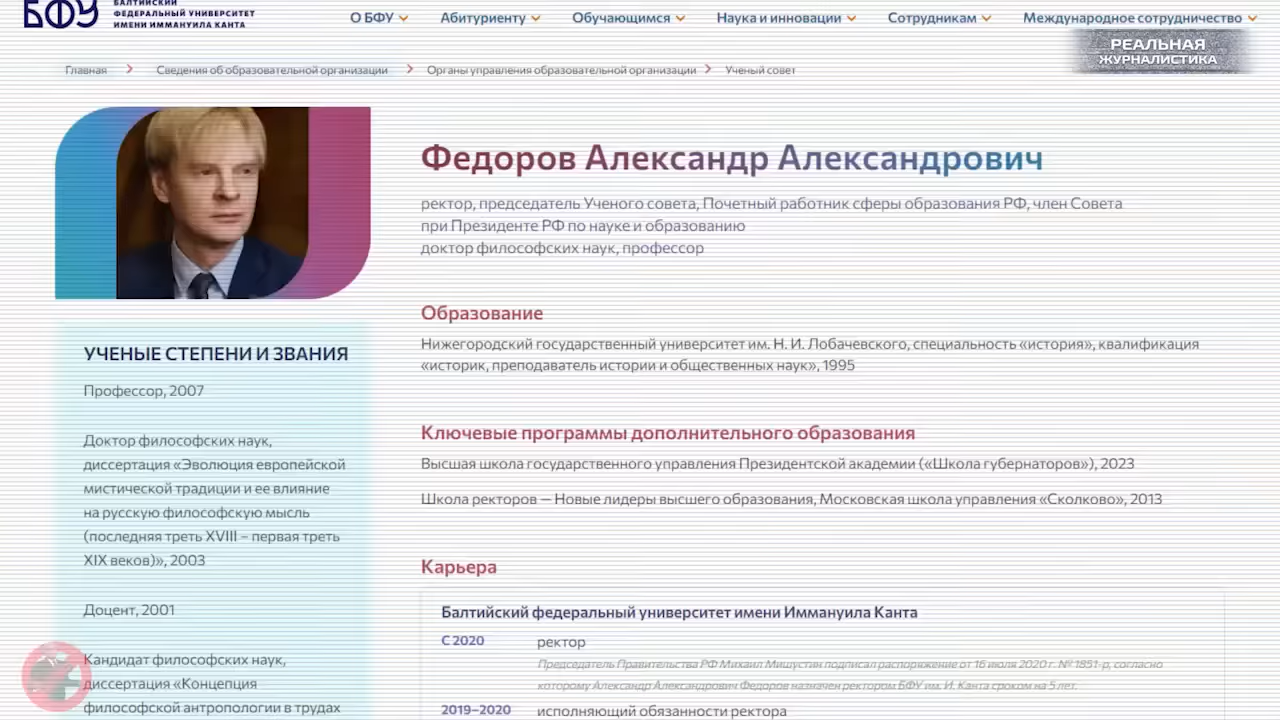 БФУ
БАЛТИЙСКИЙ
ФЕДЕРАЛЬНЫЙ УНИВЕРСИТЕТ
ИМЕНИ ИММАНУИЛА КАНТА
О БФУ Абитуриенту Обучающимся Наука и инновации Сотрудникам Международное сотрудничество
РЕАЛЬНАЯ
ЖУРНАЛИСТИКА
Главная Сведения об образовательной организации Органы управления образовательной организации Ученый совет
Федоров Александр Александрович
ректор, председатель Ученого совета, Почетный работник сферы образования РФ, член Совета
при Президенте РФ по науке и образованию
доктор философских наук, профессор
Образование
Нижегородский государственный университет им. Н. И. Лобачевского, специальность «история», квалификация
«историк, преподаватель истории и общественных наук», 1995
Ключевые программы дополнительного образования
Высшая школа государственного управления Президентской академии («Школа губернаторов»), 2023
Школа ректоров — Новые лидеры высшего образования, Московская школа управления «Сколково», 2013
Карьера
Балтийский федеральный университет имени Иммануила Канта
С 2020 ректор
Председатель Правительства РФ Михаил Мишустин подписал распоряжение от 16 июля 2020 г. № 1851-р, согласно
которому Александр Александрович Федоров назначен ректором БФУ им. И. Канта сроком на 5 лет.
2019–2020 исполняющий обязанности ректора
УЧЕНЫЕ СТЕПЕНИ И ЗВАНИЯ
Профессор, 2007
Доктор философских наук,
диссертация «Эволюция европейской
мистической традиции и ее влияние
на русскую философскую мысль
(последняя треть XVIII – первая треть
XIX веков)», 2003
Доцент, 2001
Кандидат философских наук,
диссертация «Концепция
философской антропологии в трудах